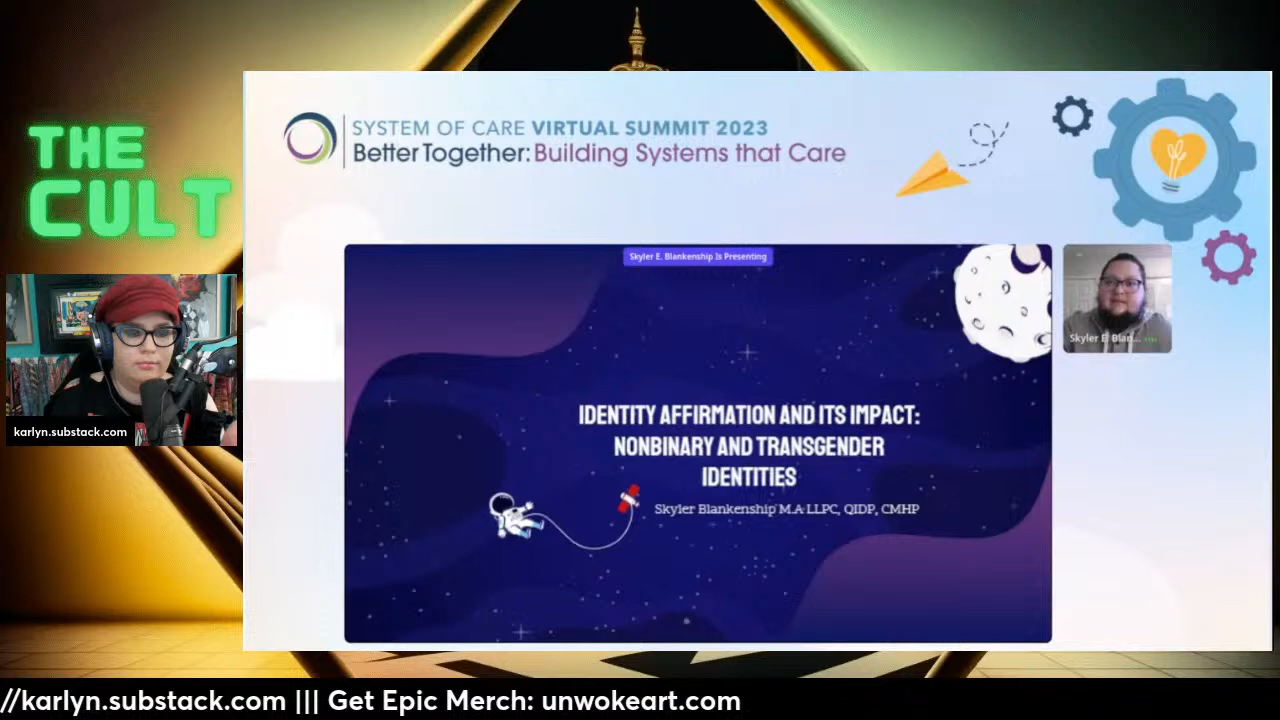 THE
CULT
SYSTEM OF CARE VIRTUAL SUMMIT 2023
Better Together: Building Systems that Care
Skyler E. Blankenship Is Presenting
Skyler E. Blan...
IDENTITY AFFIRMATION AND ITS IMPACT:
NONBINARY AND TRANSGENDER
IDENTITIES
Skyler Blankenship M.A LLPC, QIDP, CMHP
karlyn.substack.com
//karlyn.substack.com ||| Get Epic Merch: unwokeart.com